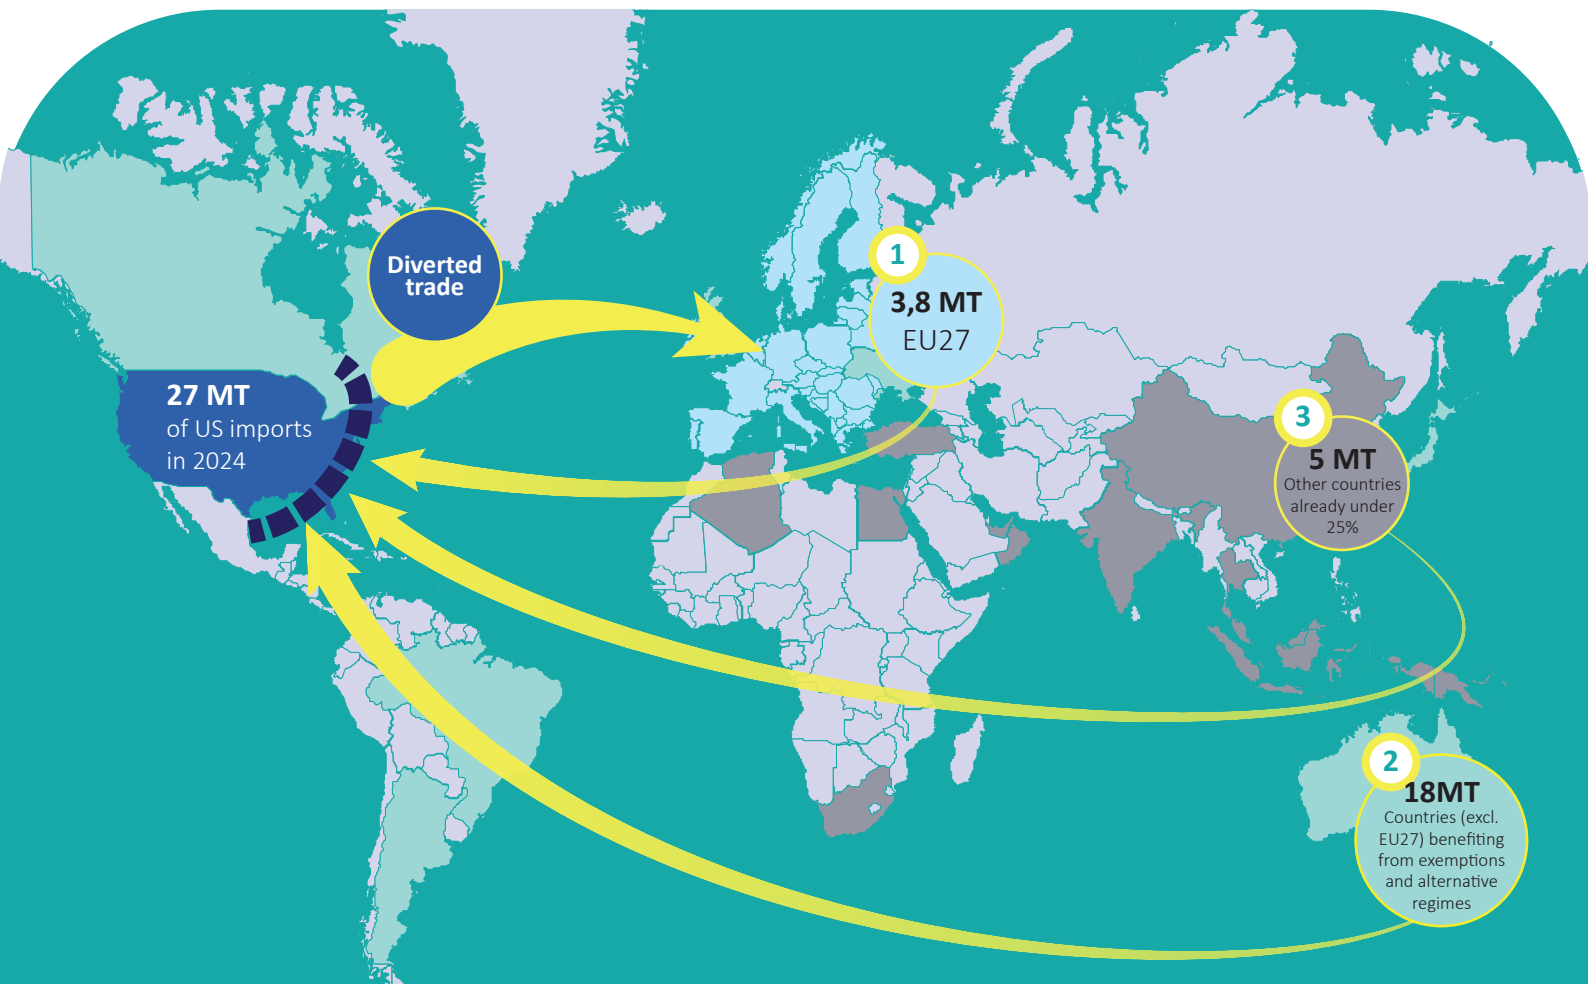 Diverted
trade
27 MT
of US imports
in 2024
1
3,8 MT
EU27
3
5 MT
Other countries
already under
25%
2
18MT
Countries (excl.
EU27) benefiting
from exemptions
and alternative
regimes